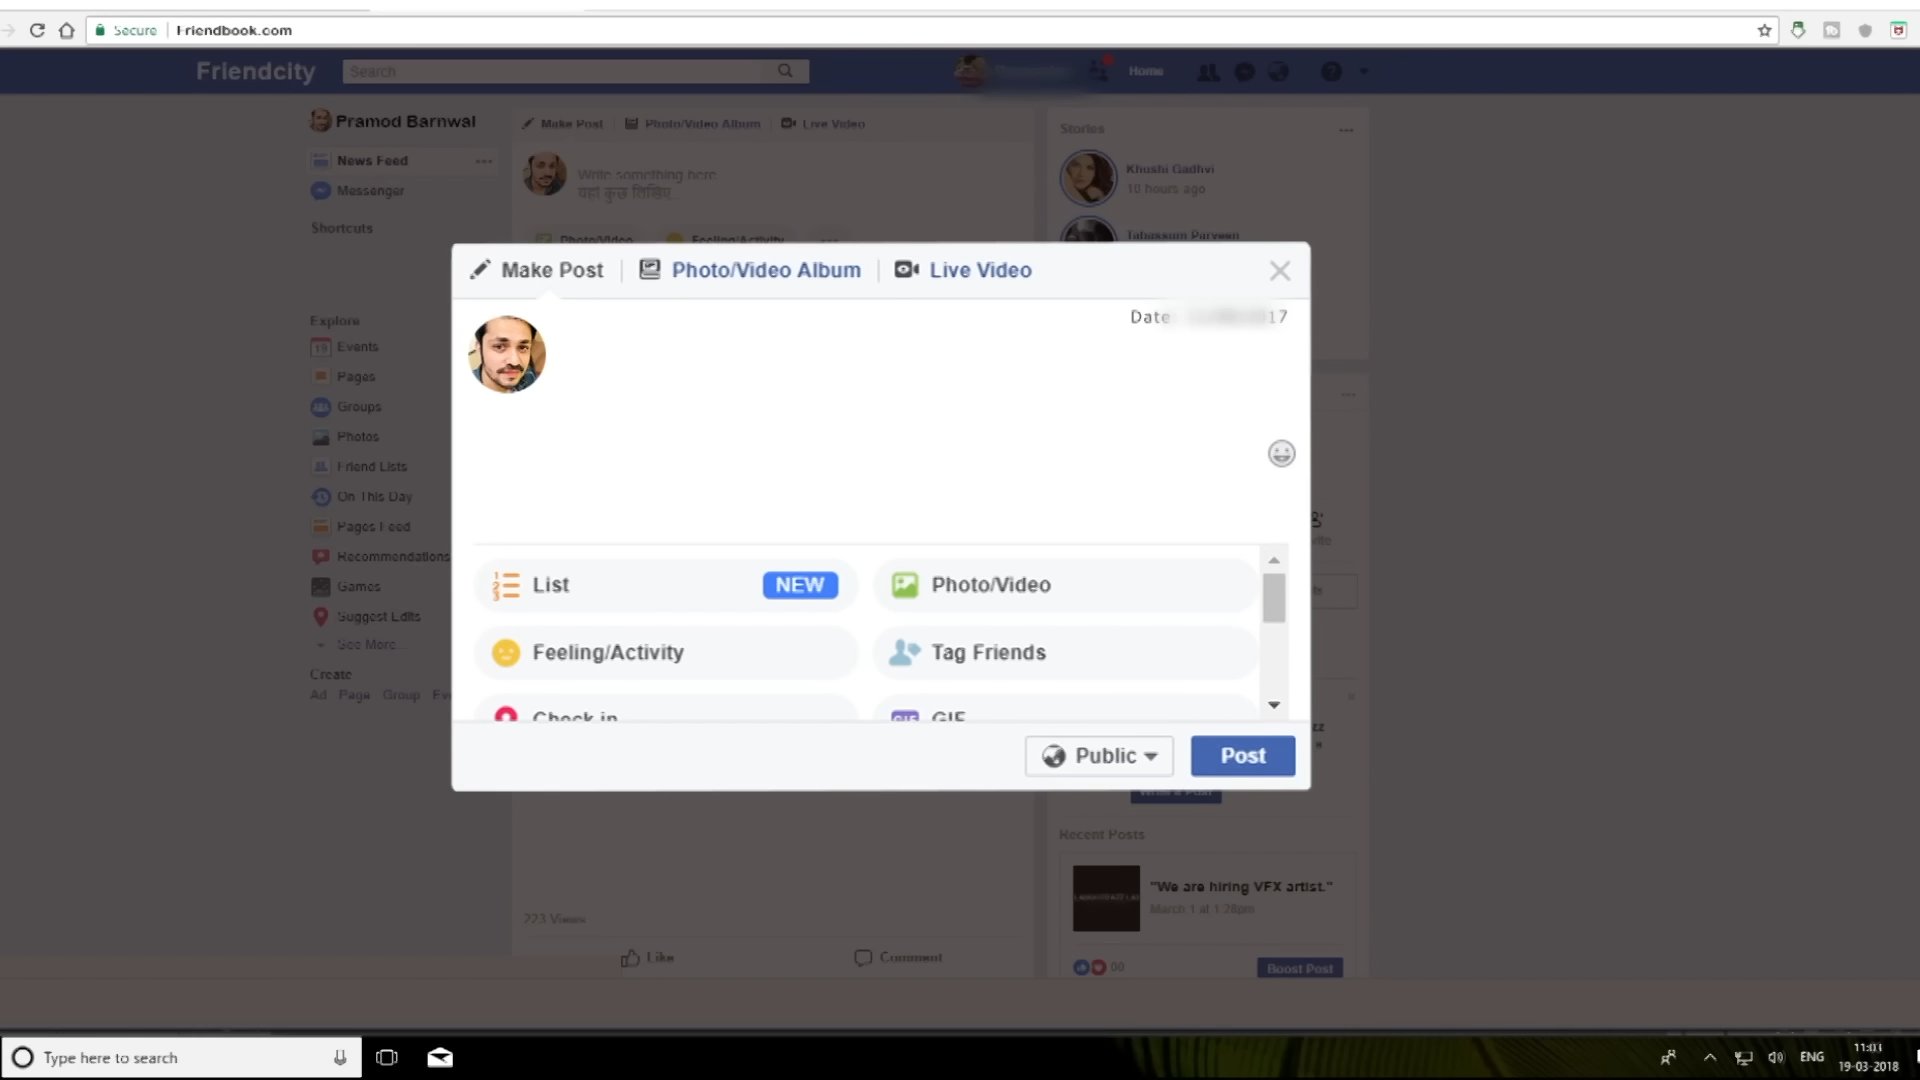 Secure
Friendbook.com
Friendcity
Search
Home
Pramod Barnwal
News Feed
Messenger
Shortcuts
Explore
Events
Pages
Groups
Photos
Friend Lists
On This Day
Pages Feed
Recommendations
Games
Suggest Edits
See More...
Create
Ad Page Group
Make Post
Photo/Video Album
Live Video
Write something here
यहां कुछ लिखिए
Photo/Video
Feeling/Activity
Stories
Khushi Gadhvi
10 hours ago
Tabassum Parveen
Make Post
Photo/Video Album
Live Video
Date
17
List
NEW
Photo/Video
Feeling/Activity
Tag Friends
Check in
GIF
Public
Post
Recent Posts
"We are hiring VFX artist."
March 1 at 1:28pm
00
Boost Post
223 Views
Like
Comment
Type here to search
ENG
11:03
19-03-2018